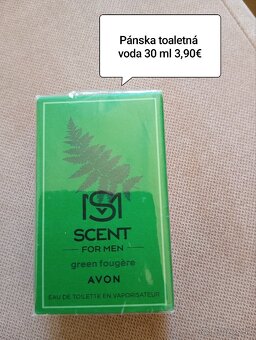 Pánska toaletná
voda 30 ml 3,90€
SCENT
FOR MEN
green fougère
AVON
EAU DE TOILETTE EN VAPORISATEUR